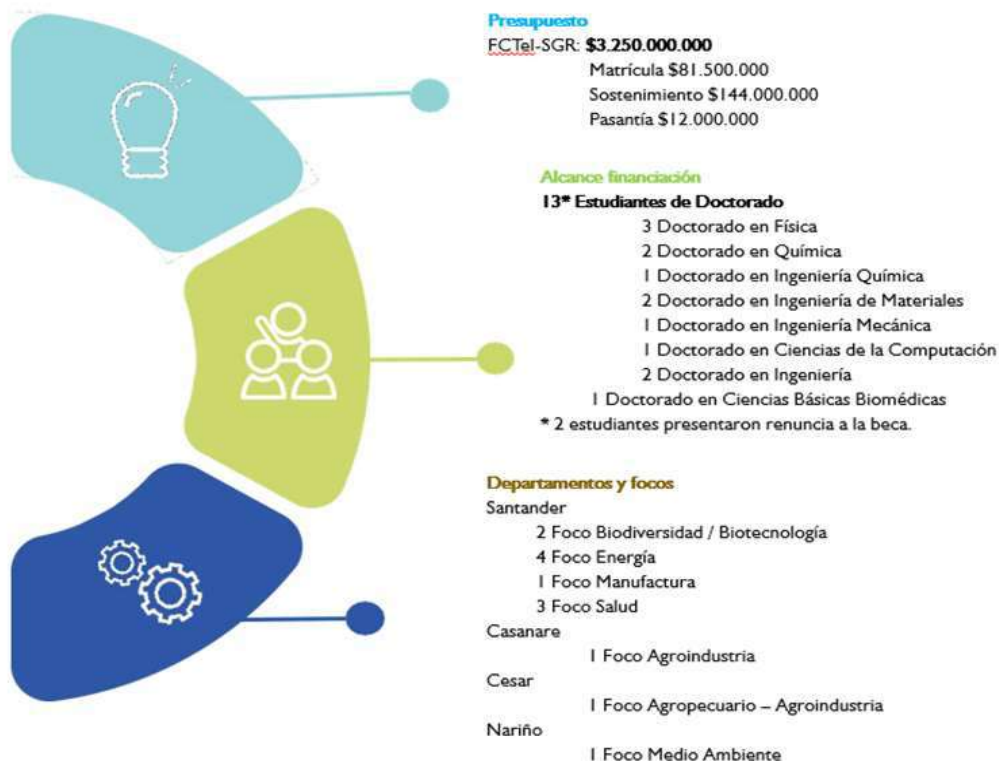 Presupuesto
FCTeI-SGR: $3.250.000.000
Matrícula $81.500.000
Sostenimiento $144.000.000
Pasantía $12.000.000
Alcance financiación
13* Estudiantes de Doctorado
3 Doctorado en Física
2 Doctorado en Química
1 Doctorado en Ingeniería Química
2 Doctorado en Ingeniería de Materiales
1 Doctorado en Ingeniería Mecánica
1 Doctorado en Ciencias de la Computación
2 Doctorado en Ingeniería
1 Doctorado en Ciencias Básicas Biomédicas
* 2 estudiantes presentaron renuncia a la beca.
Departamentos y focos
Santander
2 Foco Biodiversidad / Biotecnología
4 Foco Energía
1 Foco Manufactura
3 Foco Salud
Casanare
1 Foco Agroindustria
Cesar
1 Foco Agropecuario – Agroindustria
Nariño
1 Foco Medio Ambiente